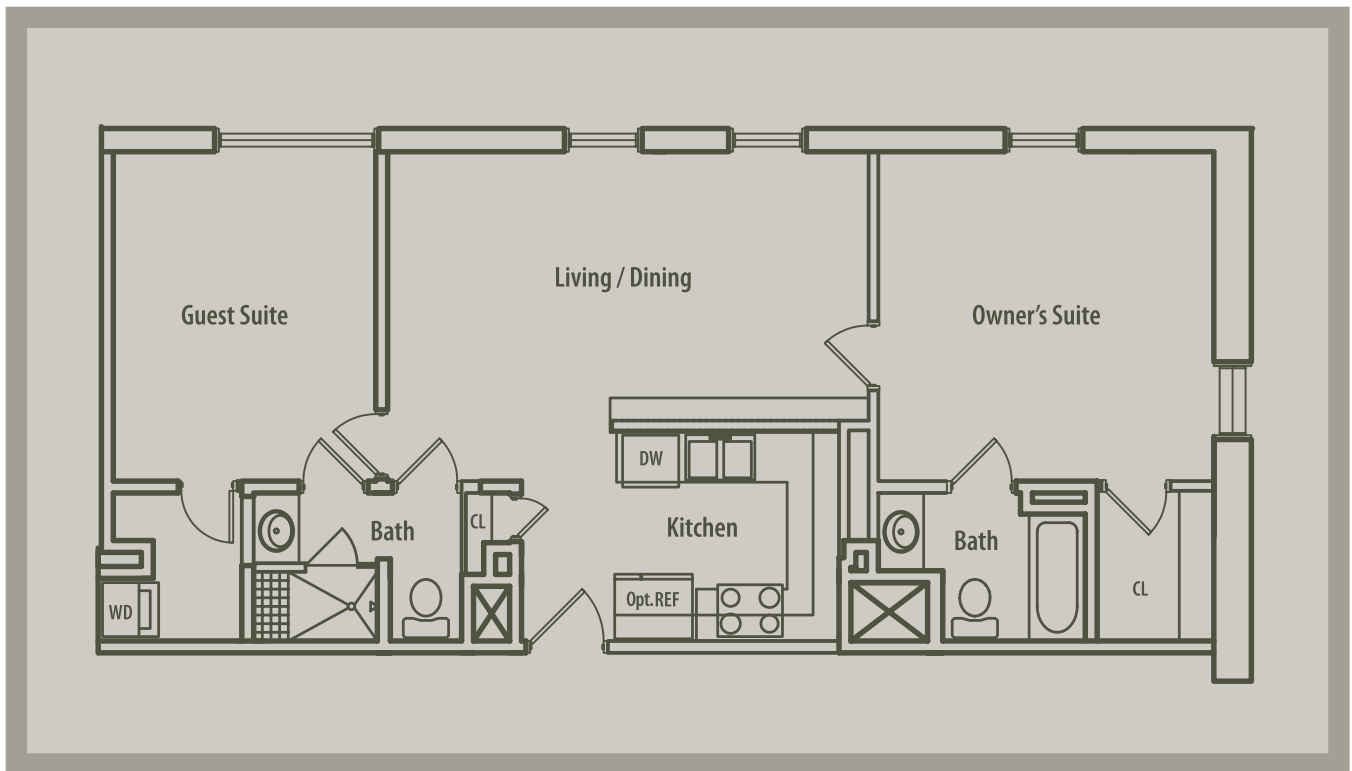 Living / Dining
Guest Suite
Owner's Suite
DW
CL
Kitchen
Bath
Bath
CL
Opt. REF
WD